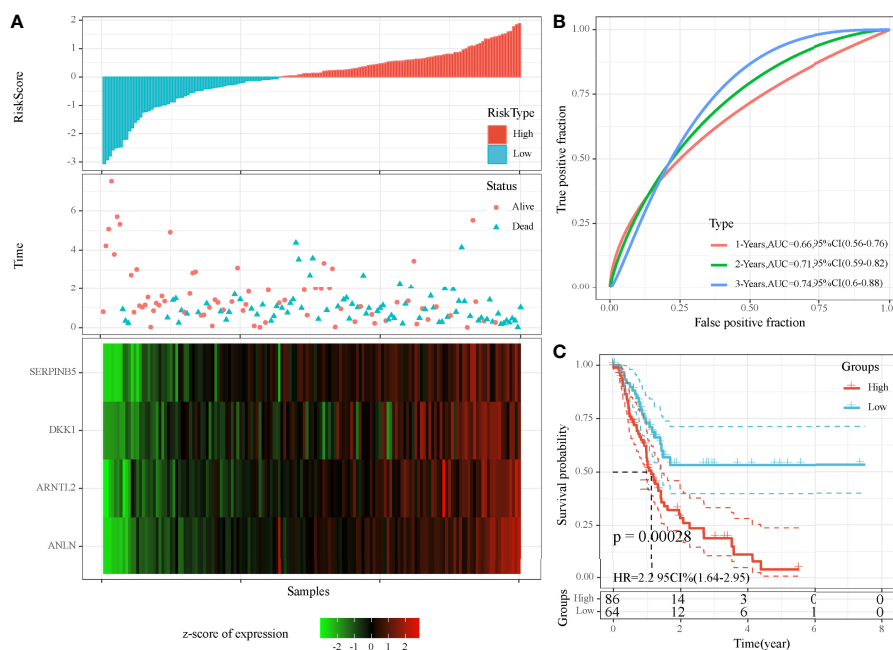 A
RiskScore
2
1
0
-1
-2
-3
RiskType
High
Low
Time
6
4
2
0
Status
Alive
Dead
SERPINB5
DKK1
ARNTL2
ANLN
Samples
z-score of expression
-2 -1 0 1 2
B
True positive fraction
1.00
0.75
0.50
0.25
0.00
Type
1-Years,AUC=0.66,95%CI(0.56-0.76)
2-Years,AUC=0.71,95%CI(0.59-0.82)
3-Years,AUC=0.74,95%CI(0.6-0.88)
0.00 0.25 0.50 0.75 1.0
False positive fraction
C
Groups
High
Low
Survival probability
1.00
0.75
0.50
0.25
0.00
p = 0.00028
HR=2.2 95CI%(1.64-2.95)
Groups
High 86 14 3 0 0
Low 64 12 6 1 0
0 2 4 6 8
Time(year)